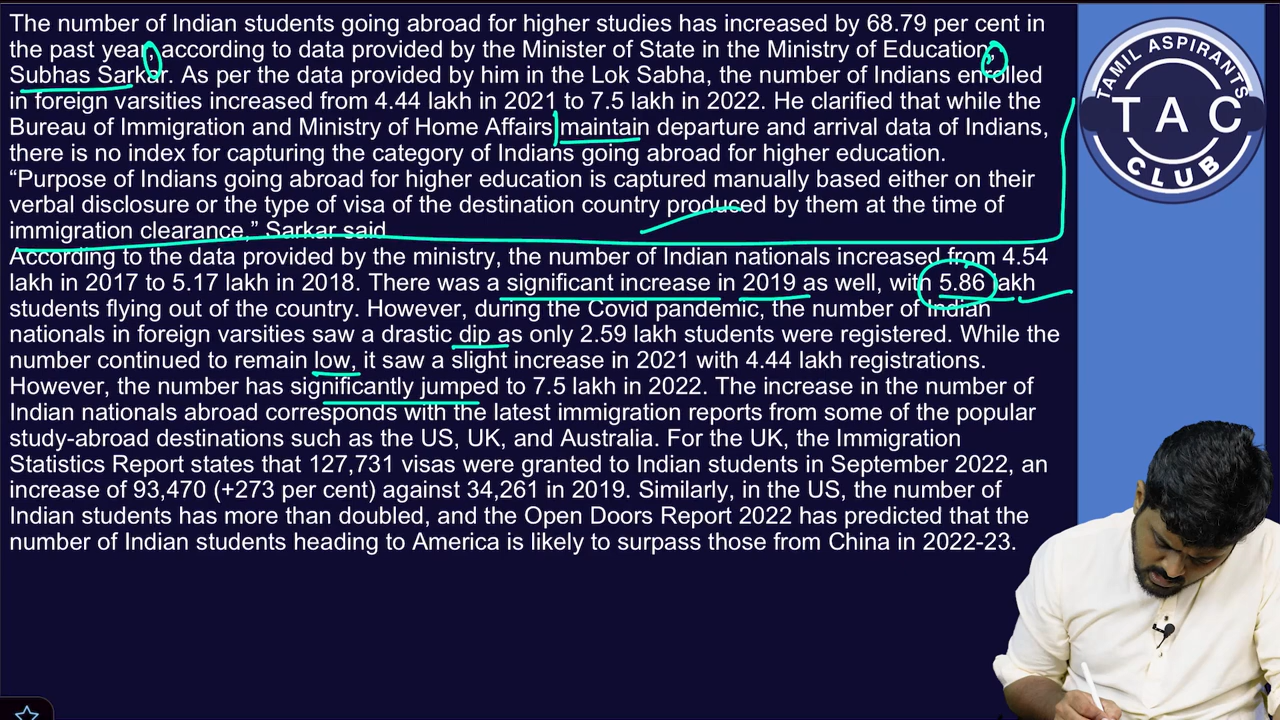 The number of Indian students going abroad for higher studies has increased by 68.79 per cent in
the past year, according to data provided by the Minister of State in the Ministry of Education,
Subhas Sarkar. As per the data provided by him in the Lok Sabha, the number of Indians enrolled
in foreign varsities increased from 4.44 lakh in 2021 to 7.5 lakh in 2022. He clarified that while the
Bureau of Immigration and Ministry of Home Affairs maintain departure and arrival data of Indians,
there is no index for capturing the category of Indians going abroad for higher education.
“Purpose of Indians going abroad for higher education is captured manually based either on their
verbal disclosure or the type of visa of the destination country produced by them at the time of
immigration clearance,” Sarkar said
According to the data provided by the ministry, the number of Indian nationals increased from 4.54
lakh in 2017 to 5.17 lakh in 2018. There was a significant increase in 2019 as well, with 5.86 lakh
students flying out of the country. However, during the Covid pandemic, the number of Indian
nationals in foreign varsities saw a drastic dip as only 2.59 lakh students were registered. While the
number continued to remain low, it saw a slight increase in 2021 with 4.44 lakh registrations.
However, the number has significantly jumped to 7.5 lakh in 2022. The increase in the number of
Indian nationals abroad corresponds with the latest immigration reports from some of the popular
study-abroad destinations such as the US, UK, and Australia. For the UK, the Immigration
Statistics Report states that 127,731 visas were granted to Indian students in September 2022, an
increase of 93,470 (+273 per cent) against 34,261 in 2019. Similarly, in the US, the number of
Indian students has more than doubled, and the Open Doors Report 2022 has predicted that the
number of Indian students heading to America is likely to surpass those from China in 2022-23.
TAMIL ASPIRANTS
TAC
CLUB